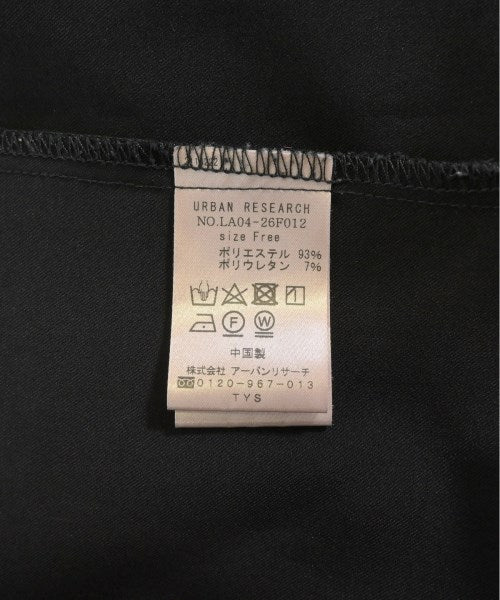 URBAN RESEARCH
NO.LA04-26F012
size Free
ポリエステル 93%
ポリウレタン 7%
F W
中国製
株式会社 アーバンリサーチ
0120-967-013
TYS